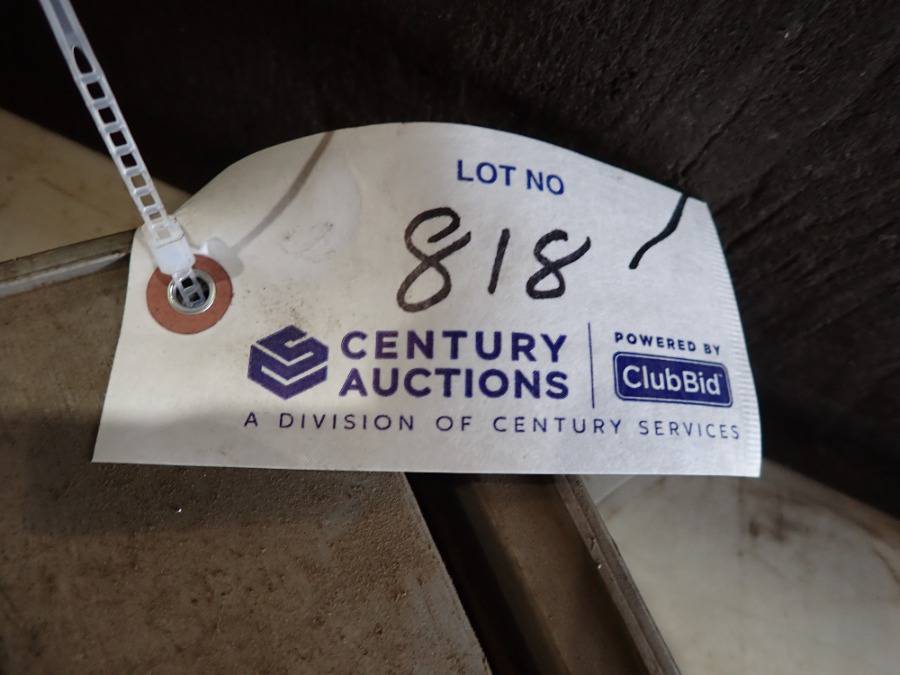 LOT NO
818
CENTURY
AUCTIONS
POWERED BY
ClubBid
A DIVISION OF CENTURY SERVICES